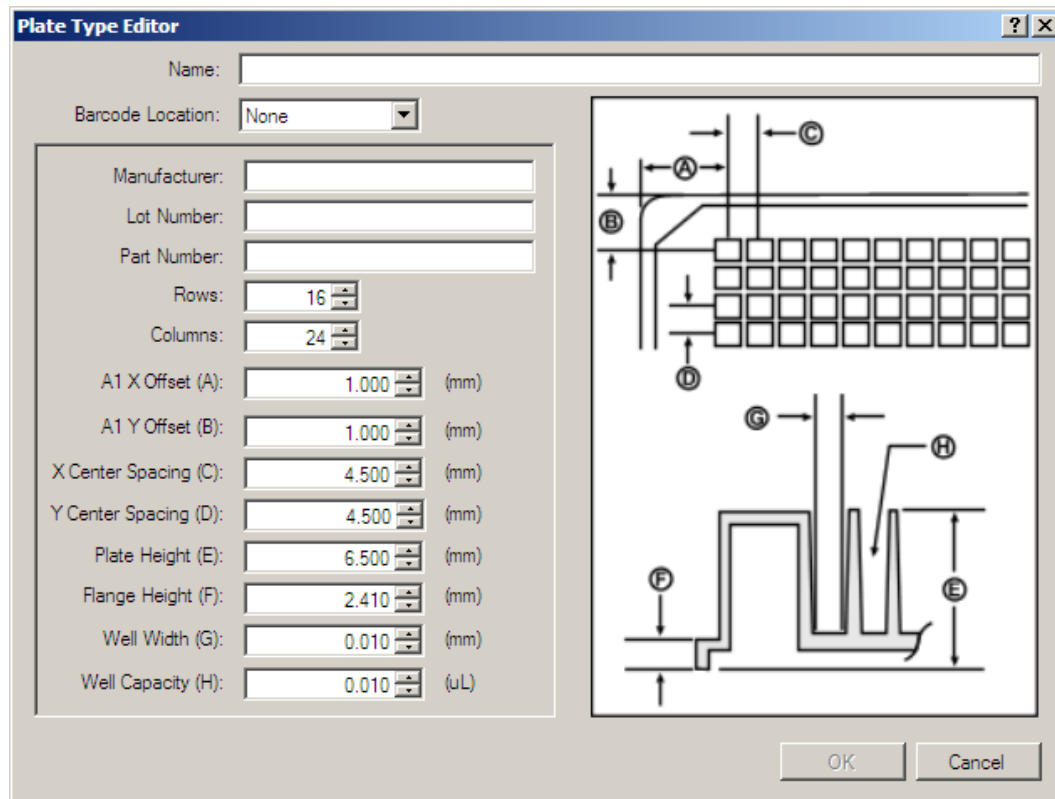 Plate Type Editor
Name:
Barcode Location: None
Manufacturer:
Lot Number:
Part Number:
Rows: 16
Columns: 24
A1 X Offset (A): 1.000 (mm)
A1 Y Offset (B): 1.000 (mm)
X Center Spacing (C): 4.500 (mm)
Y Center Spacing (D): 4.500 (mm)
Plate Height (E): 6.500 (mm)
Flange Height (F): 2.410 (mm)
Well Width (G): 0.010 (mm)
Well Capacity (H): 0.010 (uL)
C
A
B
D
G
H
F
E
OK Cancel